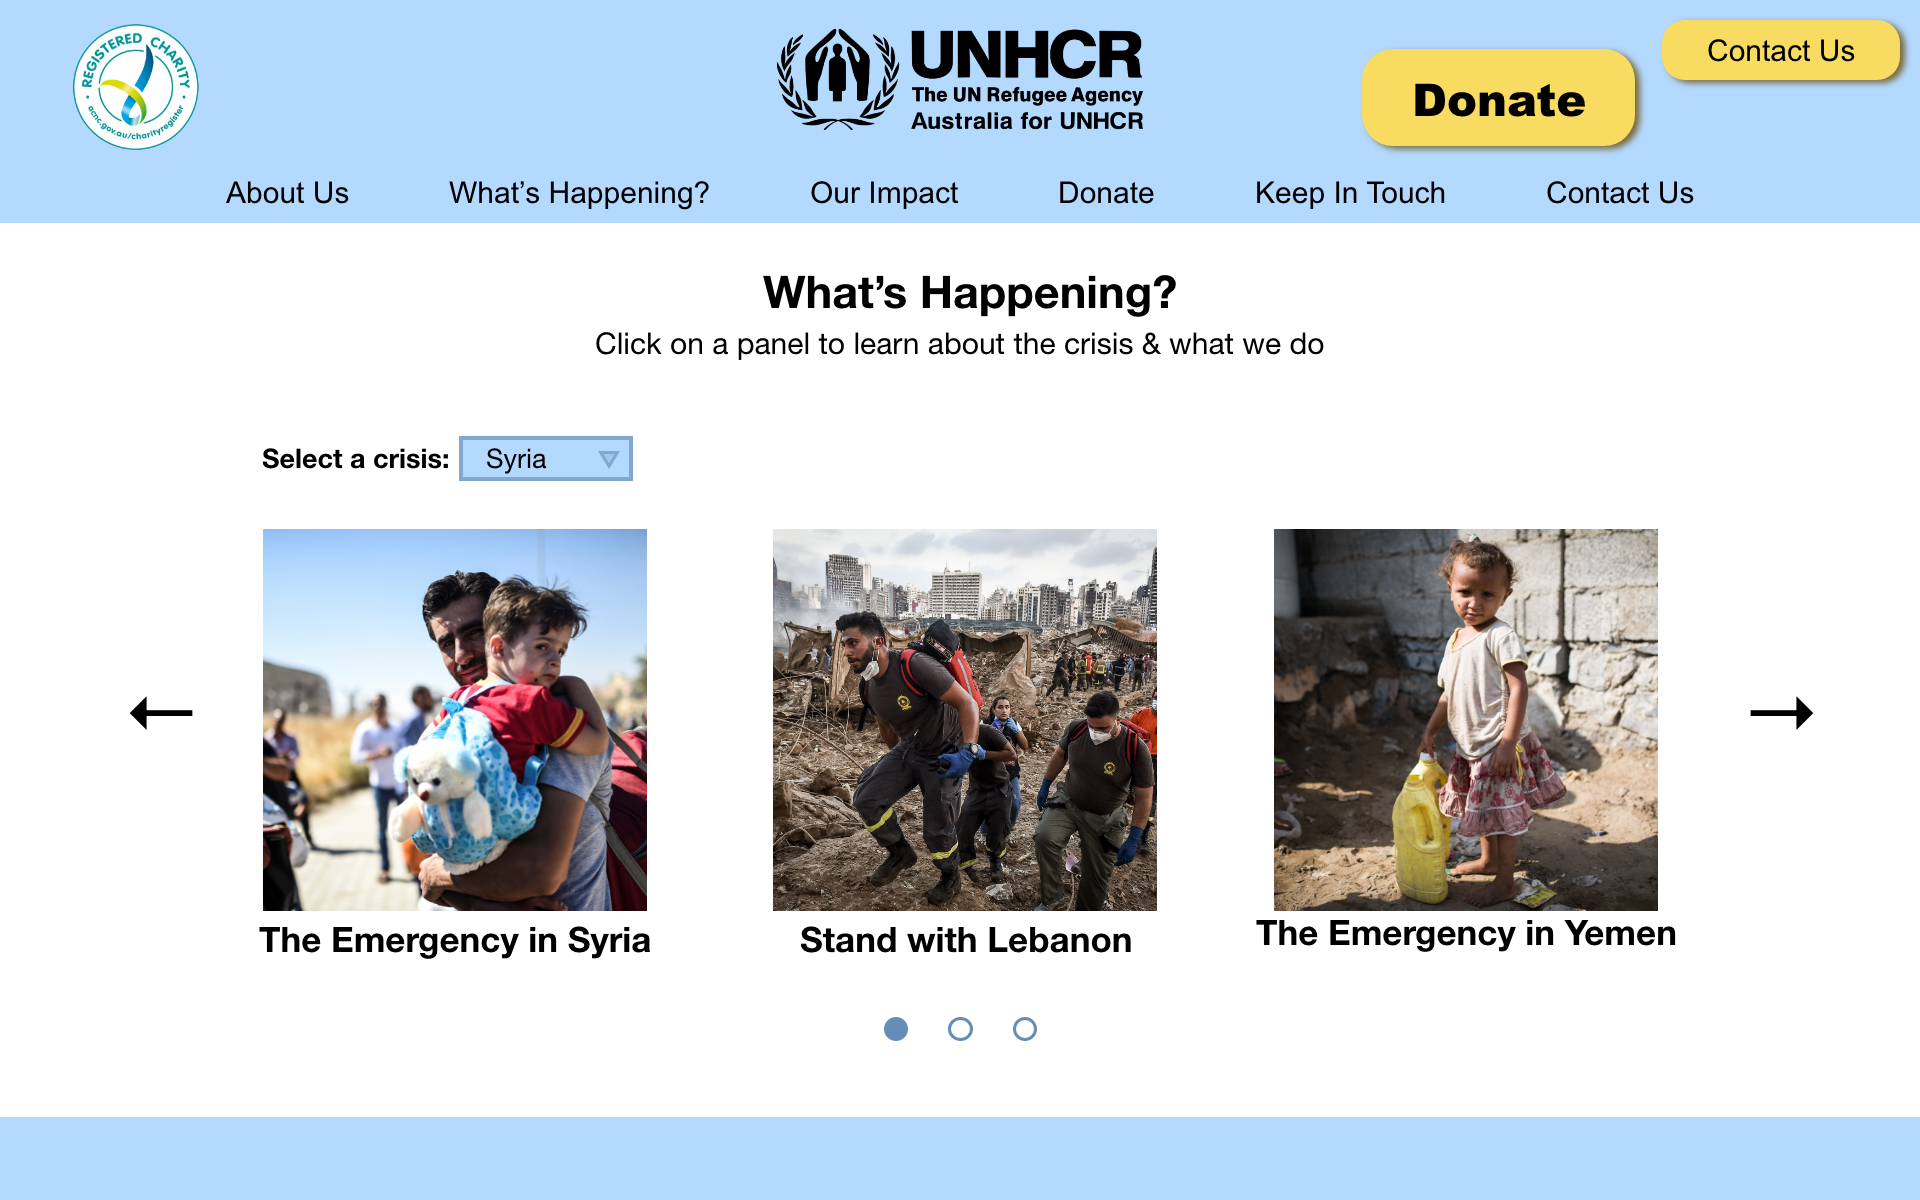 REGISTERED CHARITY
acnc.gov.au/charityregister
UNHCR
The UN Refugee Agency
Australia for UNHCR
Donate
Contact Us
About Us
What’s Happening?
Our Impact
Donate
Keep In Touch
Contact Us
What’s Happening?
Click on a panel to learn about the crisis & what we do
Select a crisis:
Syria
The Emergency in Syria
Stand with Lebanon
The Emergency in Yemen